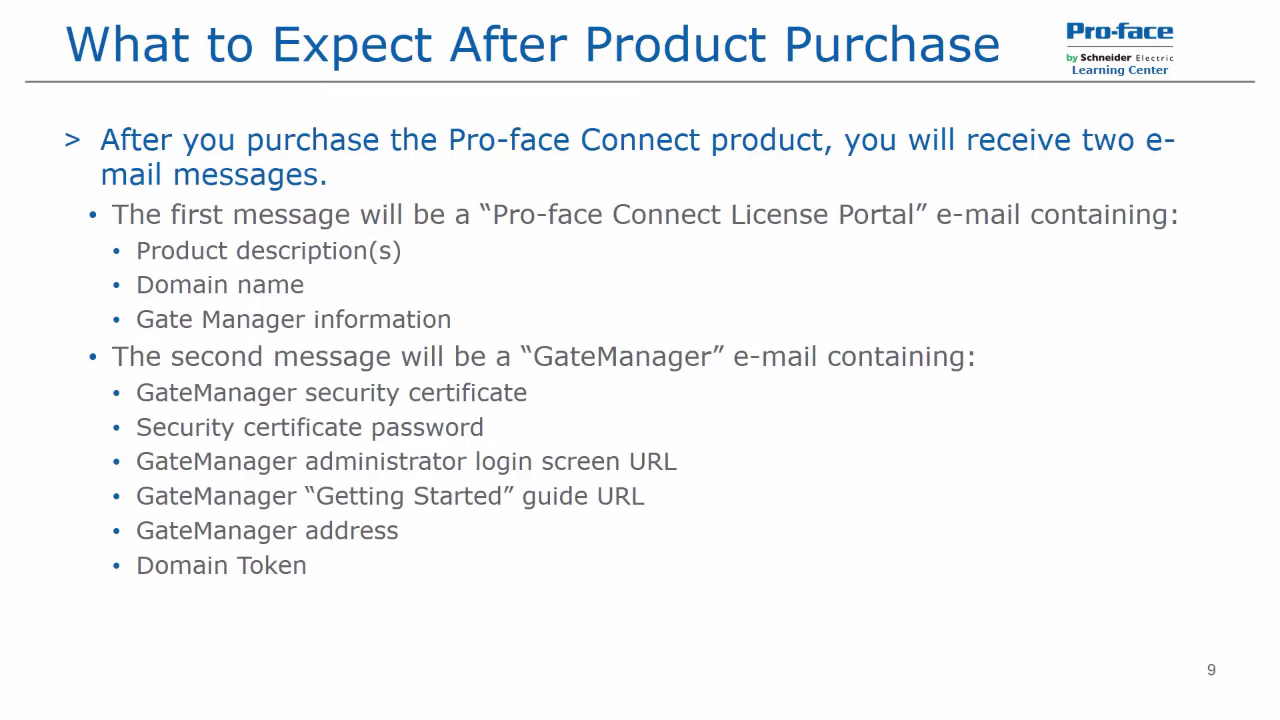 What to Expect After Product Purchase
Pro-face
by Schneider Electric
Learning Center
> After you purchase the Pro-face Connect product, you will receive two e-
mail messages.
• The first message will be a “Pro-face Connect License Portal” e-mail containing:
• Product description(s)
• Domain name
• Gate Manager information
• The second message will be a “GateManager” e-mail containing:
• GateManager security certificate
• Security certificate password
• GateManager administrator login screen URL
• GateManager “Getting Started” guide URL
• GateManager address
• Domain Token
9